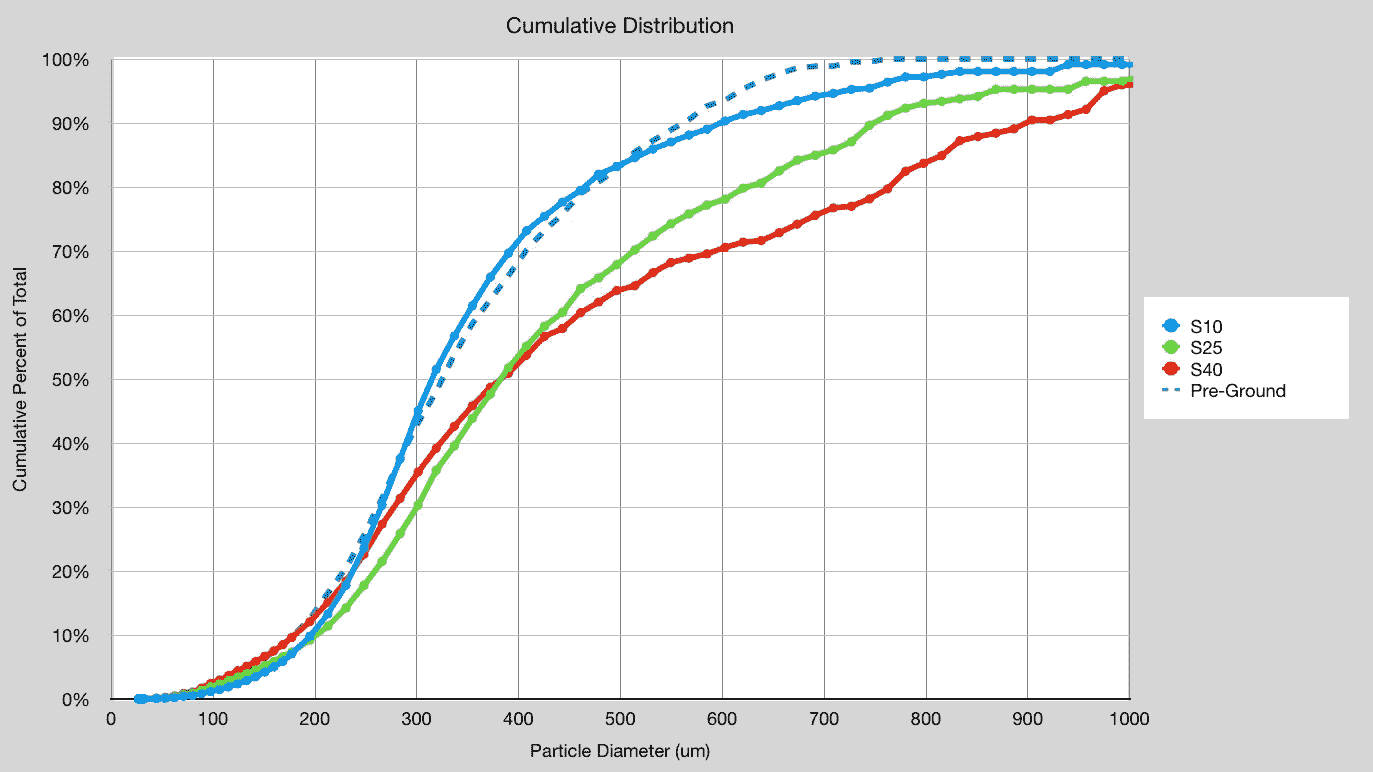 Cumulative Distribution
Cumulative Percent of Total
100%
90%
80%
70%
60%
50%
40%
30%
20%
10%
0%
0 100 200 300 400 500 600 700 800 900 1000
Particle Diameter (um)
S10
S25
S40
Pre-Ground